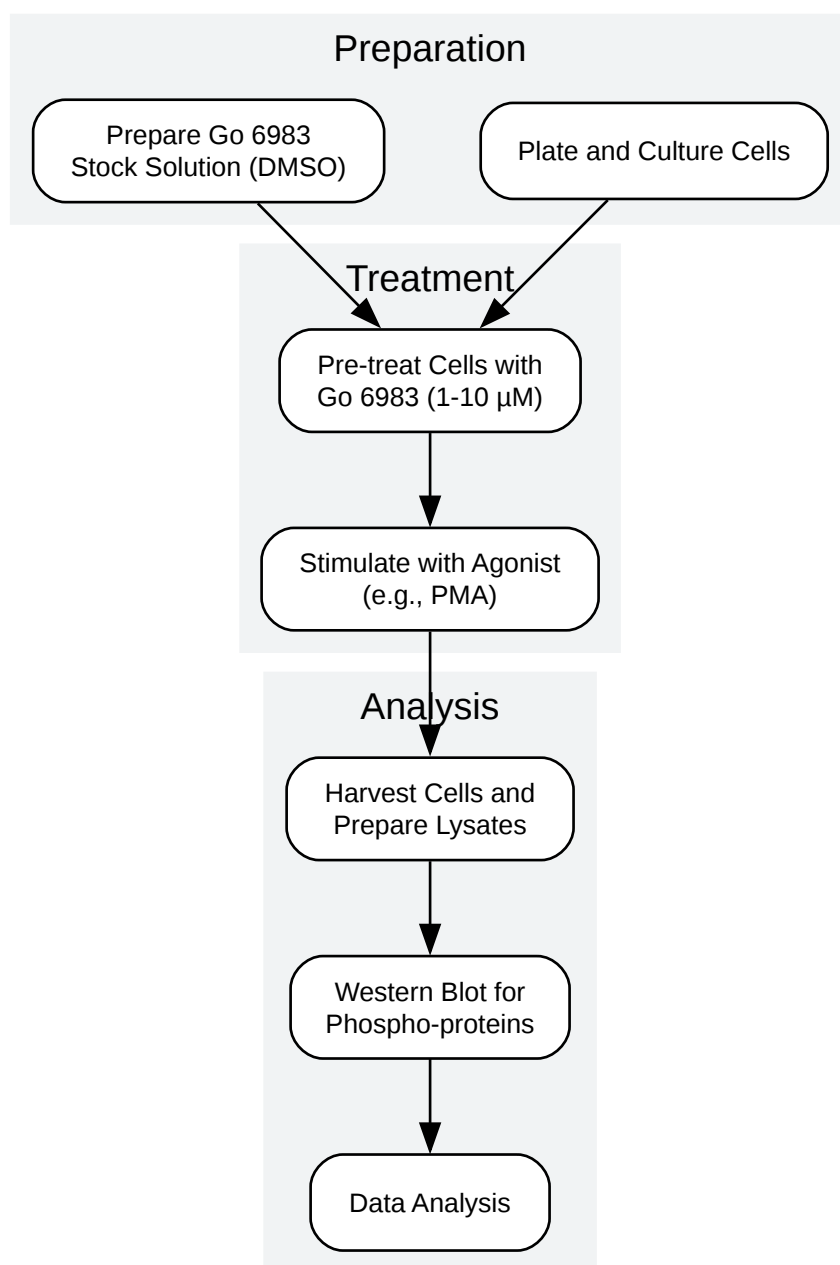 Preparation
Prepare Go 6983
Stock Solution (DMSO)
Plate and Culture Cells
Treatment
Pre-treat Cells with
Go 6983 (1-10 µM)
Stimulate with Agonist
(e.g., PMA)
Analysis
Harvest Cells and
Prepare Lysates
Western Blot for
Phospho-proteins
Data Analysis